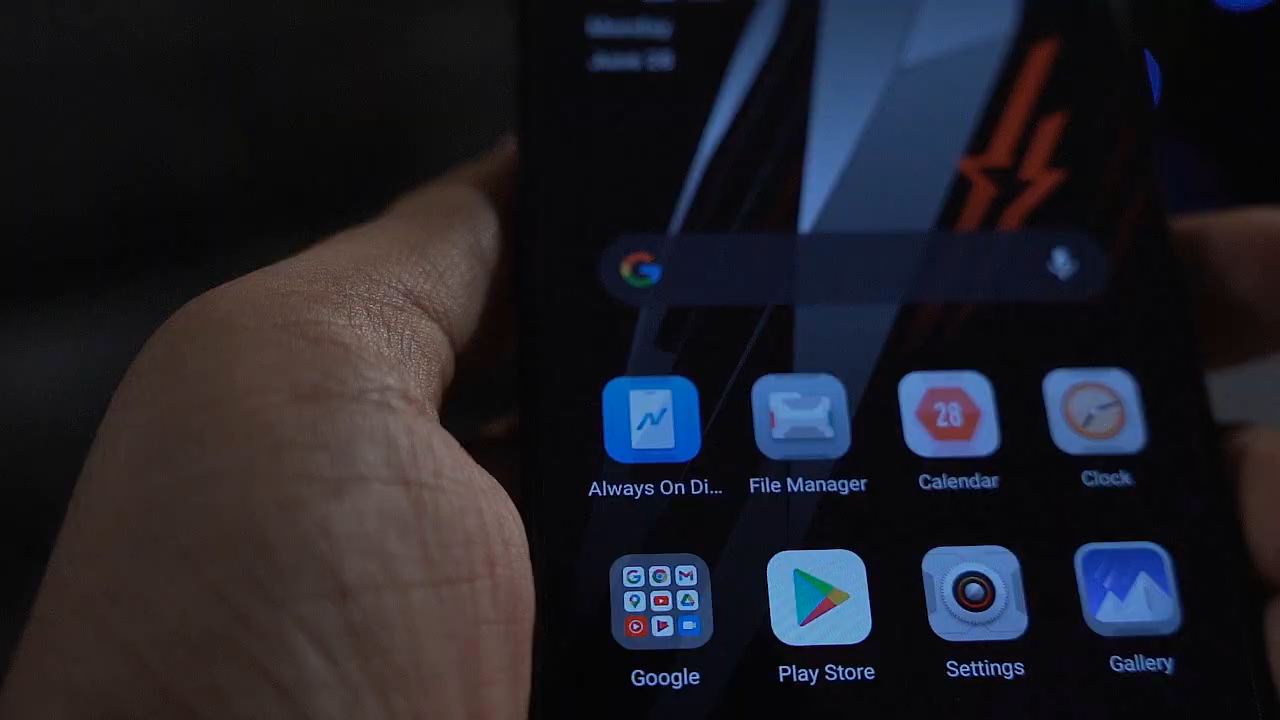 Monday
June 28
Always On Di...
File Manager
28
Calendar
Clock
Google
Play Store
Settings
Gallery